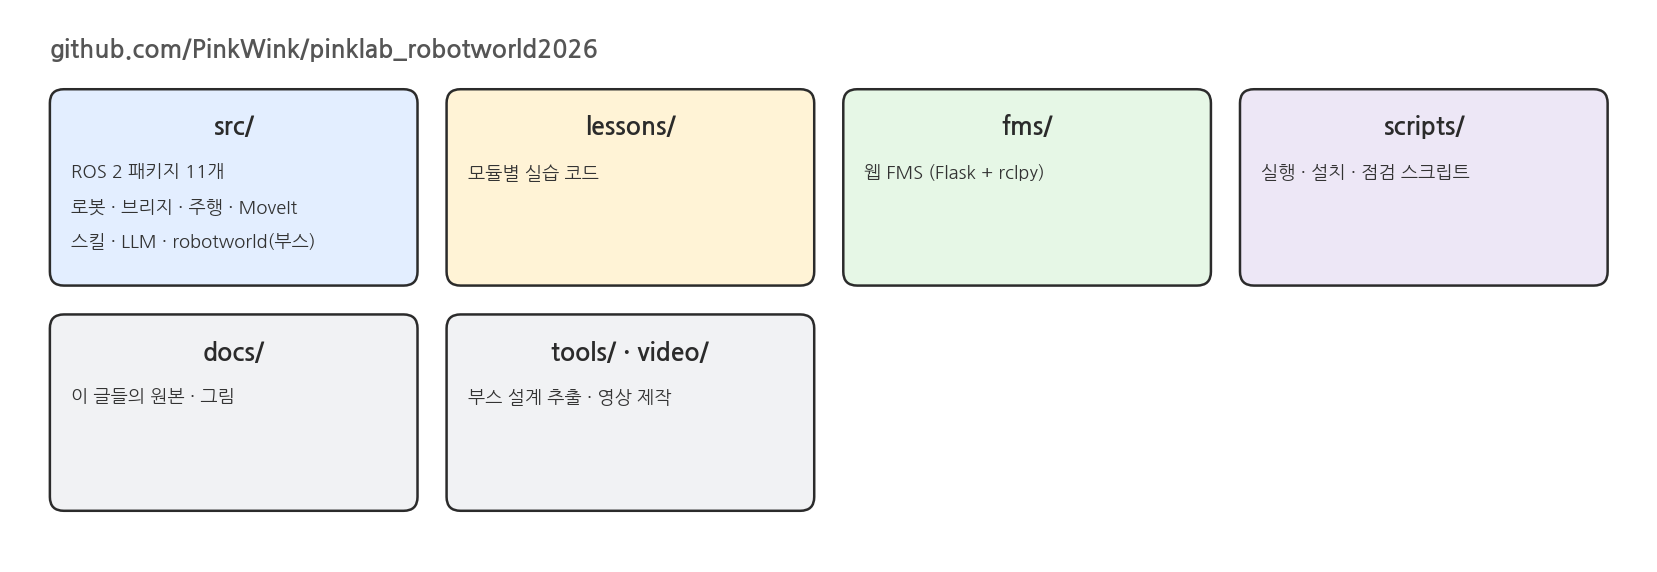 github.com/PinkWink/pinklab_robotworld2026
src/
ROS 2 패키지 11개
로봇 · 브리지 · 주행 · MoveIt
스킬 · LLM · robotworld(부스)
lessons/
모듈별 실습 코드
fms/
웹 FMS (Flask + rclpy)
scripts/
실행 · 설치 · 점검 스크립트
docs/
이 글들의 원본 · 그림
tools/ · video/
부스 설계 추출 · 영상 제작